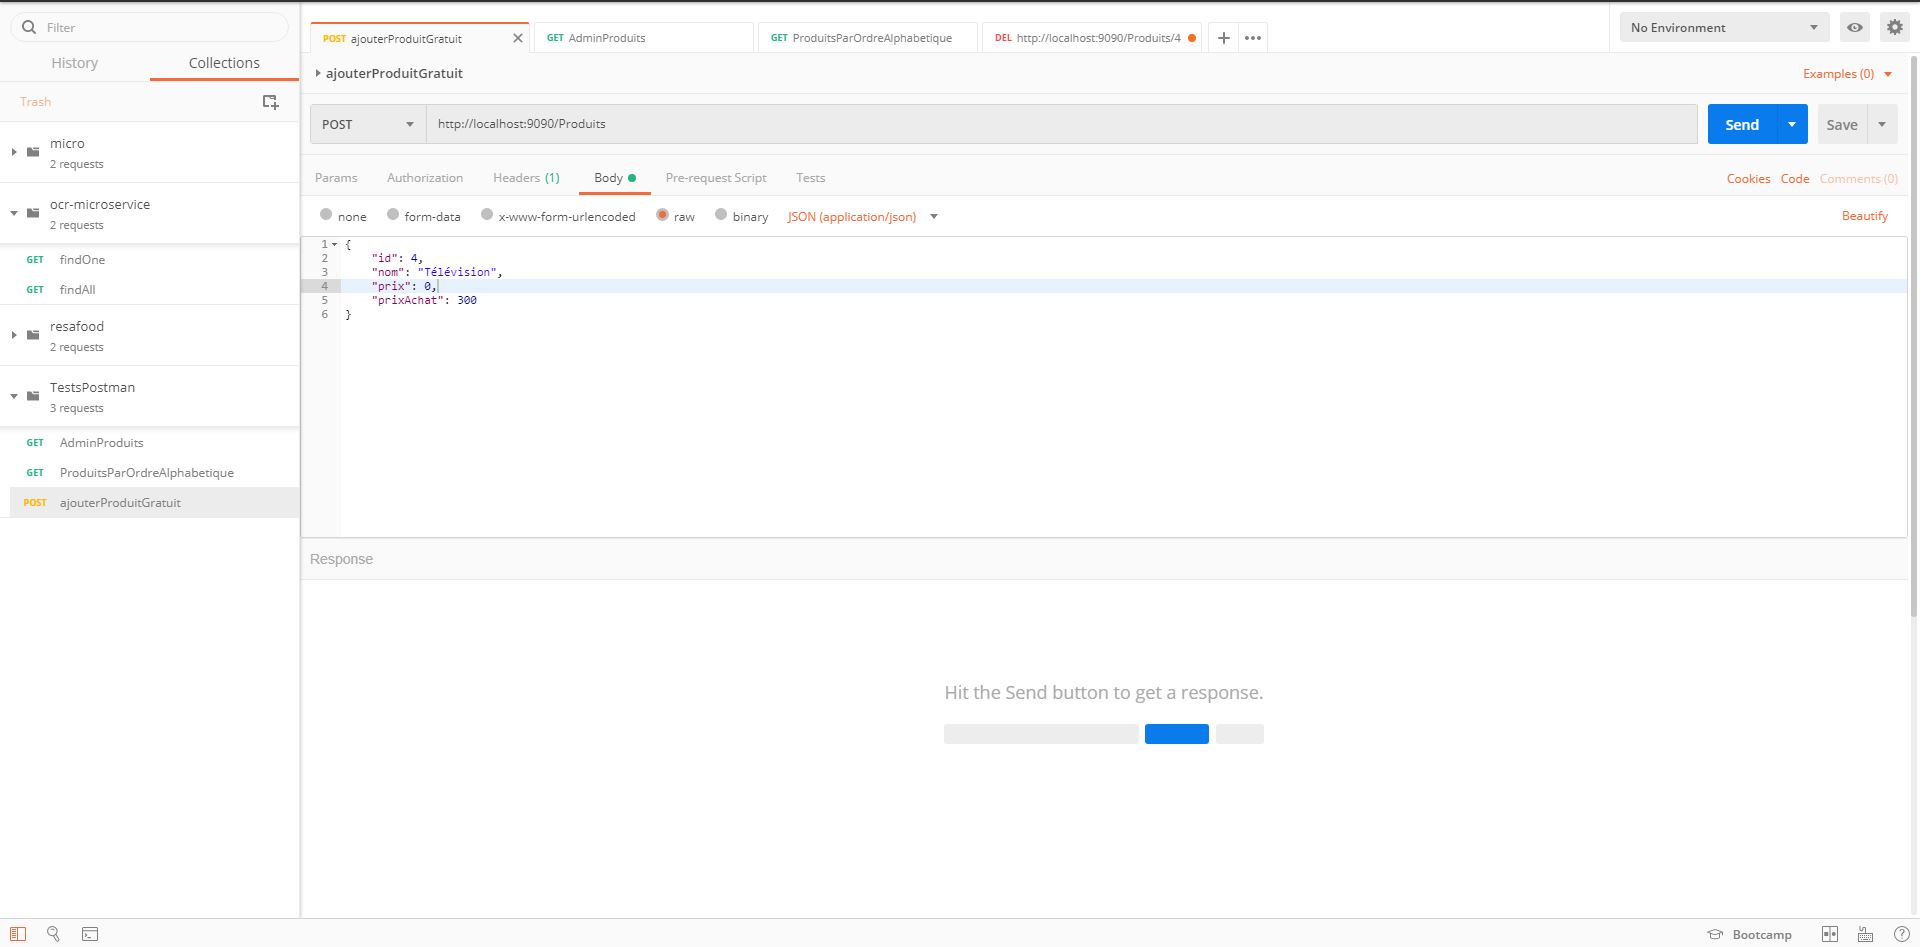 Filter
History
Collections
Trash
micro
2 requests
ocr-microservice
2 requests
GET findOne
GET findAll
resafood
2 requests
TestsPostman
3 requests
GET AdminProduits
GET ProduitsParOrdreAlphabetique
POST ajouterProduitGratuit
POST ajouterProduitGratuit
GET AdminProduits
GET ProduitsParOrdreAlphabetique
DEL http://localhost:9090/Produits/4
No Environment
ajouterProduitGratuit
Examples (0)
POST
http://localhost:9090/Produits
Send
Save
Params
Authorization
Headers (1)
Body
Pre-request Script
Tests
Cookies
Code
Comments (0)
none
form-data
x-www-form-urlencoded
raw
binary
JSON (application/json)
Beautify
1 {
2 "id": 4,
3 "nom": "Télévision",
4 "prix": 0,
5 "prixAchat": 300
6 }
Response
Hit the Send button to get a response.
Bootcamp